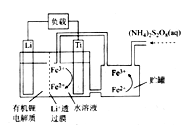 负载
Li
Ti
(NH₄)₂S₂O₈(aq)
Fe³⁺
Fe²⁺
Fe³⁺
Fe²⁺
贮罐
有机锂
电解质
Li⁺透
过膜
水溶液